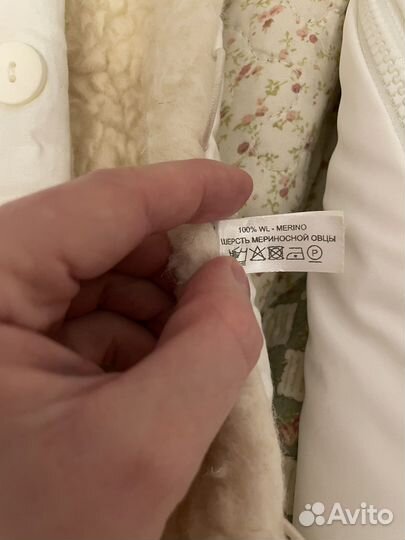 100% WL - MERINO
ШЕРСТЬ МЕРИНОСНОЙ ОВЦЫ
P
Avito